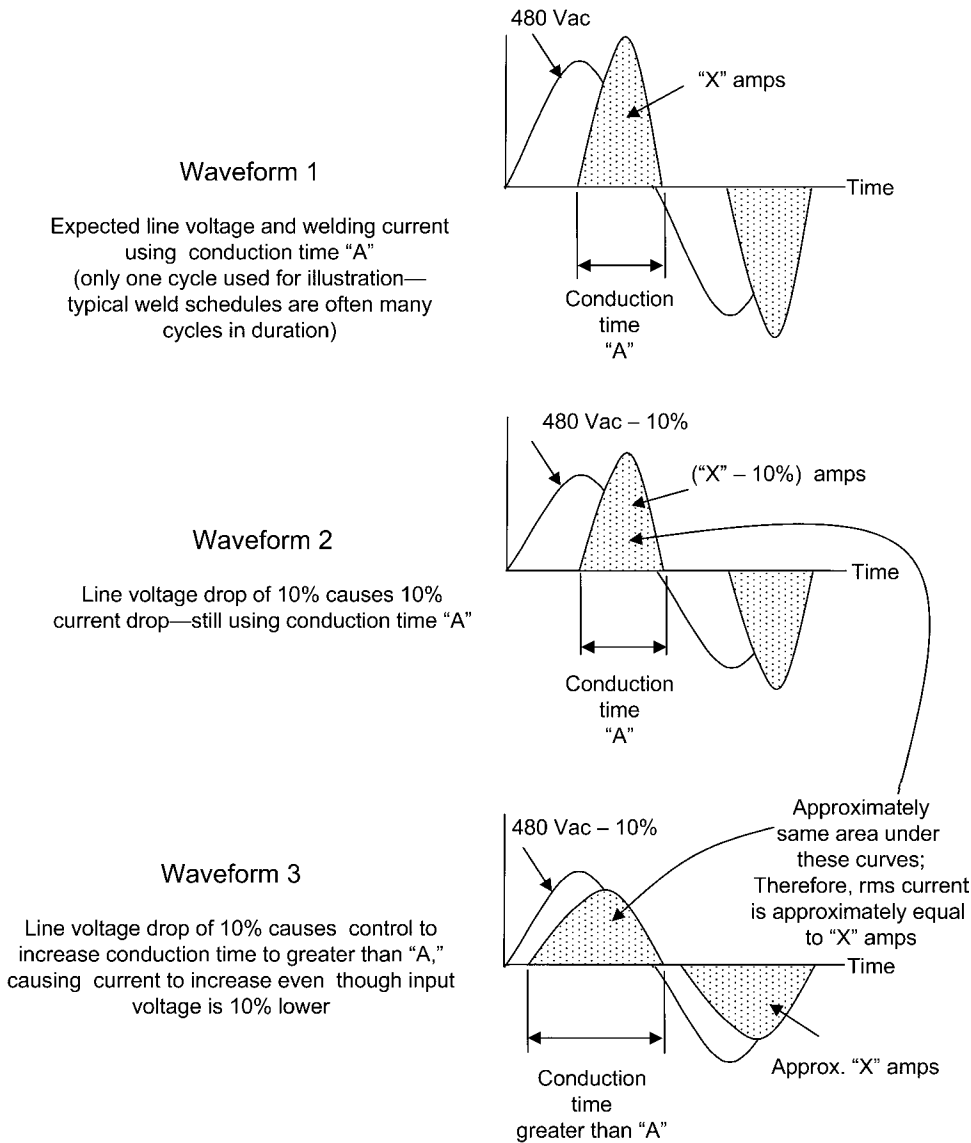 480 Vac
"X" amps
Waveform 1
Expected line voltage and welding current
using conduction time "A"
(only one cycle used for illustration—
typical weld schedules are often many
cycles in duration)
Time
Conduction
time
"A"
480 Vac – 10%
("X" – 10%) amps
Waveform 2
Line voltage drop of 10% causes 10%
current drop—still using conduction time "A"
Time
Conduction
time
"A"
480 Vac – 10%
Approximately
same area under
these curves;
Therefore, rms current
is approximately equal
to "X" amps
Waveform 3
Line voltage drop of 10% causes control to
increase conduction time to greater than "A,"
causing current to increase even though input
voltage is 10% lower
Time
Approx. "X" amps
Conduction
time
greater than "A"